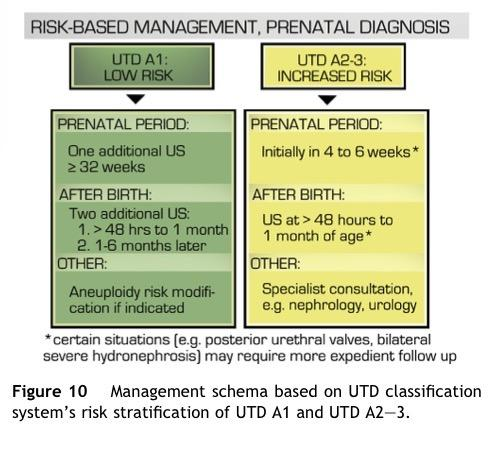 RISK-BASED MANAGEMENT, PRENATAL DIAGNOSIS
UTD A1:
LOW RISK
PRENATAL PERIOD:
One additional US
≥ 32 weeks
AFTER BIRTH:
Two additional US:
1. > 48 hrs to 1 month
2. 1-6 months later
OTHER:
Aneuploidy risk modifi-
cation if indicated
UTD A2-3:
INCREASED RISK
PRENATAL PERIOD:
Initially in 4 to 6 weeks*
AFTER BIRTH:
US at > 48 hours to
1 month of age*
OTHER:
Specialist consultation,
e.g. nephrology, urology
*certain situations (e.g. posterior urethral valves, bilateral
severe hydronephrosis) may require more expedient follow up
Figure 10 Management schema based on UTD classification
system's risk stratification of UTD A1 and UTD A2–3.